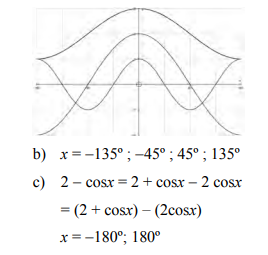 b) x = –135º ; –45º ; 45º ; 135º
c) 2 – cosx = 2 + cosx – 2 cosx
= (2 + cosx) – (2cosx)
x = –180º; 180º